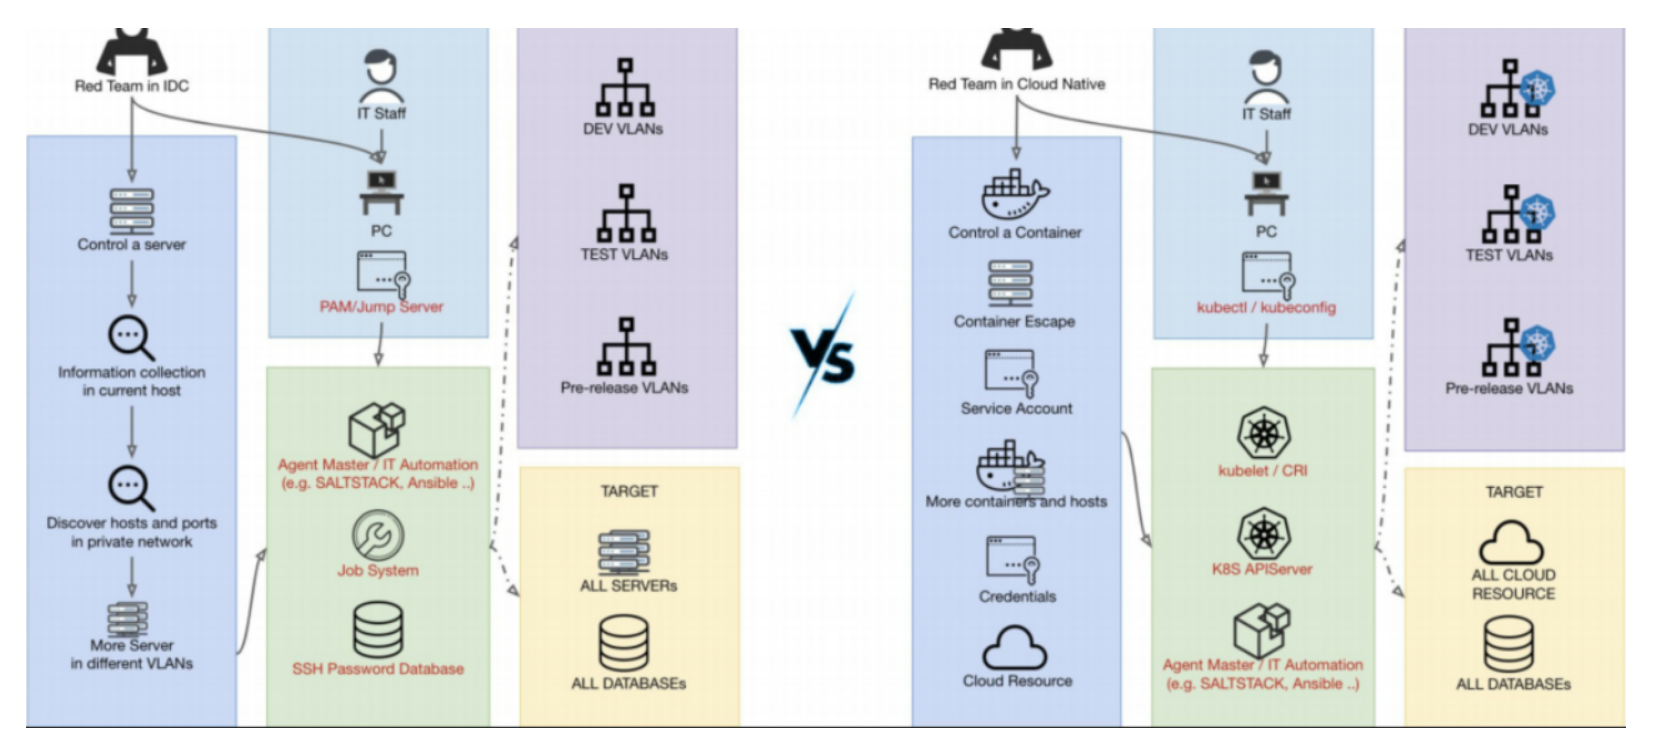 Red Team in IDC
Control a server
Information collection
in current host
Discover hosts and ports
in private network
More Server
in different VLANs
IT Staff
PC
PAM/Jump Server
Agent Master / IT Automation
(e.g. SALTSTACK, Ansible ..)
Job System
SSH Password Database
DEV VLANs
TEST VLANs
Pre-release VLANs
TARGET
ALL SERVERs
ALL DATABASEs
VS
Red Team in Cloud Native
Control a Container
Container Escape
Service Account
More containers and hosts
Credentials
Cloud Resource
IT Staff
PC
kubectl / kubeconfig
kubelet / CRI
K8S APIServer
Agent Master / IT Automation
(e.g. SALTSTACK, Ansible ..)
DEV VLANs
TEST VLANs
Pre-release VLANs
TARGET
ALL CLOUD
RESOURCE
ALL DATABASEs